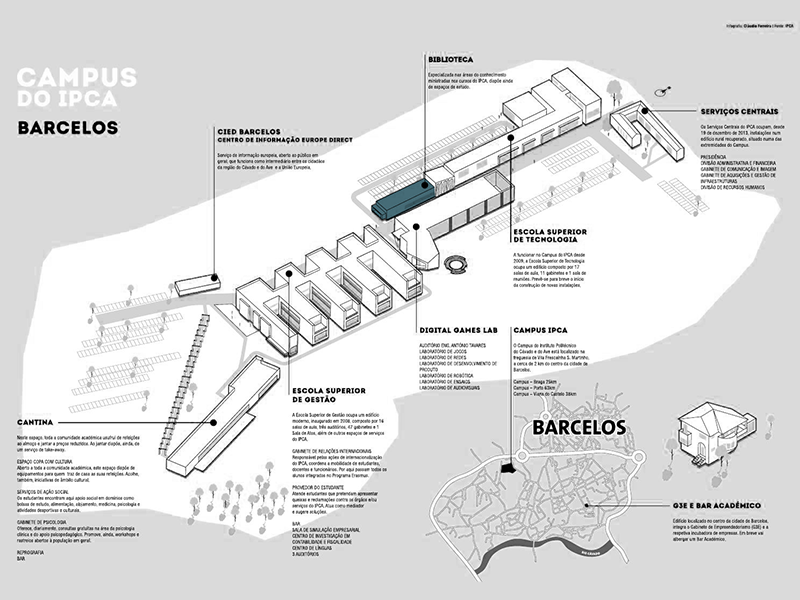 Infografia: Cláudia Ferreira | Fonte: IPCA
CAMPUS
DO IPCA
BARCELOS
BIBLIOTECA
Especializada nas áreas do conhecimento
ministradas nos cursos do IPCA, dispõe ainda
de espaços de estudo.
CIED BARCELOS
CENTRO DE INFORMAÇÃO EUROPE DIRECT
Serviço de informação europeia, aberto ao público em
geral, que funciona como intermediário entre os cidadãos
da região do Cávado e do Ave e a União Europeia.
SERVIÇOS CENTRAIS
Os Serviços Centrais do IPCA ocupam, desde
19 de dezembro de 2013, instalações num
edifício rural recuperado, situado numa das
extremidades do Campus.
PRESIDÊNCIA
DIVISÃO ADMINISTRATIVA E FINANCEIRA
GABINETE DE COMUNICAÇÃO E IMAGEM
GABINETE DE AQUISIÇÕES E GESTÃO DE
INFRAESTRUTURAS
DIVISÃO DE RECURSOS HUMANOS
ESCOLA SUPERIOR
DE TECNOLOGIA
A funcionar no Campus do IPCA desde
2009, a Escola Superior de Tecnologia
ocupa um edifício composto por 17
salas de aula, 11 gabinetes e 1 sala de
reuniões. Prevê-se para breve o início
da construção de novas instalações.
DIGITAL GAMES LAB
AUDITÓRIO ENG. ANTÓNIO TAVARES
LABORATÓRIO DE JOGOS
LABORATÓRIO DE REDES
LABORATÓRIO DE DESENVOLVIMENTO DE
PRODUTO
LABORATÓRIO DE ROBÓTICA
LABORATÓRIO DE ENSAIOS
LABORATÓRIO DE AUDIOVISUAIS
CAMPUS IPCA
O Campus do Instituto Politécnico
do Cávado e do Ave está localizado na
freguesia de Vila Frescaínha S. Martinho,
a cerca de 2 km do centro da cidade de
Barcelos.
Campus – Braga 25km
Campus – Porto 63km
Campus – Viana do Castelo 38km
ESCOLA SUPERIOR
DE GESTÃO
A Escola Superior de Gestão ocupa um edifício
moderno, inaugurado em 2008, composto por 16
salas de aula, três auditórios, 47 gabinetes e 1
Sala de Atos, além de outros espaços de serviços
do IPCA.
GABINETE DE RELAÇÕES INTERNACIONAIS
Responsável pelas ações de internacionalização
do IPCA, coordena a mobilidade de estudantes,
docentes e funcionários. Por aqui passam todos os
alunos integrados no Programa Erasmus.
PROVEDOR DO ESTUDANTE
Atende estudantes que pretendam apresentar
queixas e reclamações contra os órgãos e/ou
serviços do IPCA. Atua como mediador
e sugere soluções.
BAR
SALA DE SIMULAÇÃO EMPRESARIAL
CENTRO DE INVESTIGAÇÃO EM
CONTABILIDADE E FISCALIDADE
CENTRO DE LÍNGUAS
3 AUDITÓRIOS
CANTINA
Neste espaço, toda a comunidade académica usufrui de refeições
ao almoço e jantar a preços reduzidos. Ao jantar dispõe, ainda, de
um serviço de take-away.
ESPAÇO COPA COM CULTURA
Aberto a toda a comunidade académica, este espaço dispõe de
equipamentos para quem traz de casa as suas refeições. Acolhe,
também, iniciativas de âmbito cultural.
SERVIÇOS DE AÇÃO SOCIAL
Os estudantes encontram aqui apoio social em domínios como
bolsas de estudo, alimentação, alojamento, medicina, psicologia e
atividades desportivas e culturais.
GABINETE DE PSICOLOGIA
Oferece, diariamente, consultas gratuitas na área da psicologia
clínica e do apoio psicopedagógico. Promove, ainda, workshops e
rastreios abertos à população em geral.
REPROGRAFIA
BAR
BARCELOS
RIO CÁVADO
G3E E BAR ACADÉMICO
Edifício localizado no centro da cidade de Barcelos,
integra o Gabinete de Empreendedorismo (G3E) e a
respetiva incubadora de empresas. Em breve vai
albergar um Bar Académico.